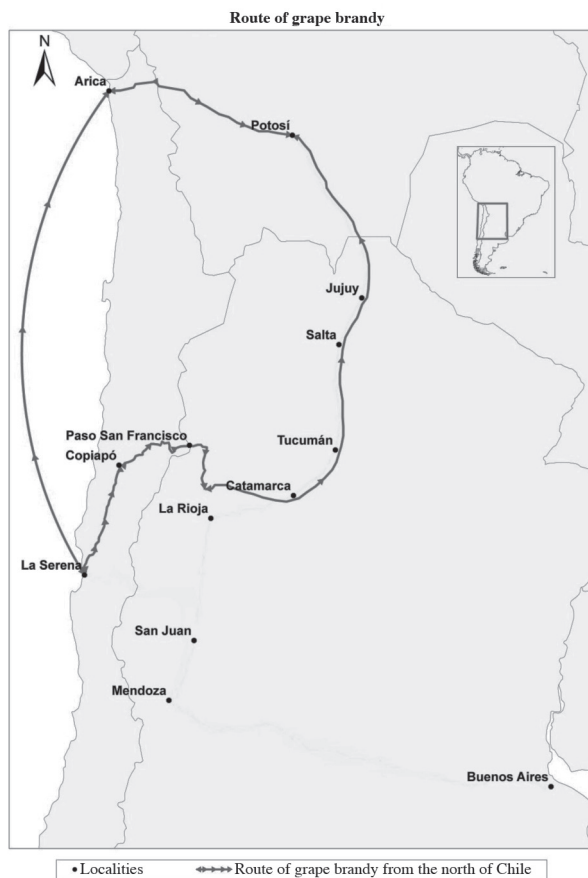 Route of grape brandy
N
Arica
Potosí
Jujuy
Salta
Paso San Francisco
Tucumán
Copiapó
Catamarca
La Rioja
La Serena
San Juan
Mendoza
Buenos Aires
Localities
Route of grape brandy from the north of Chile